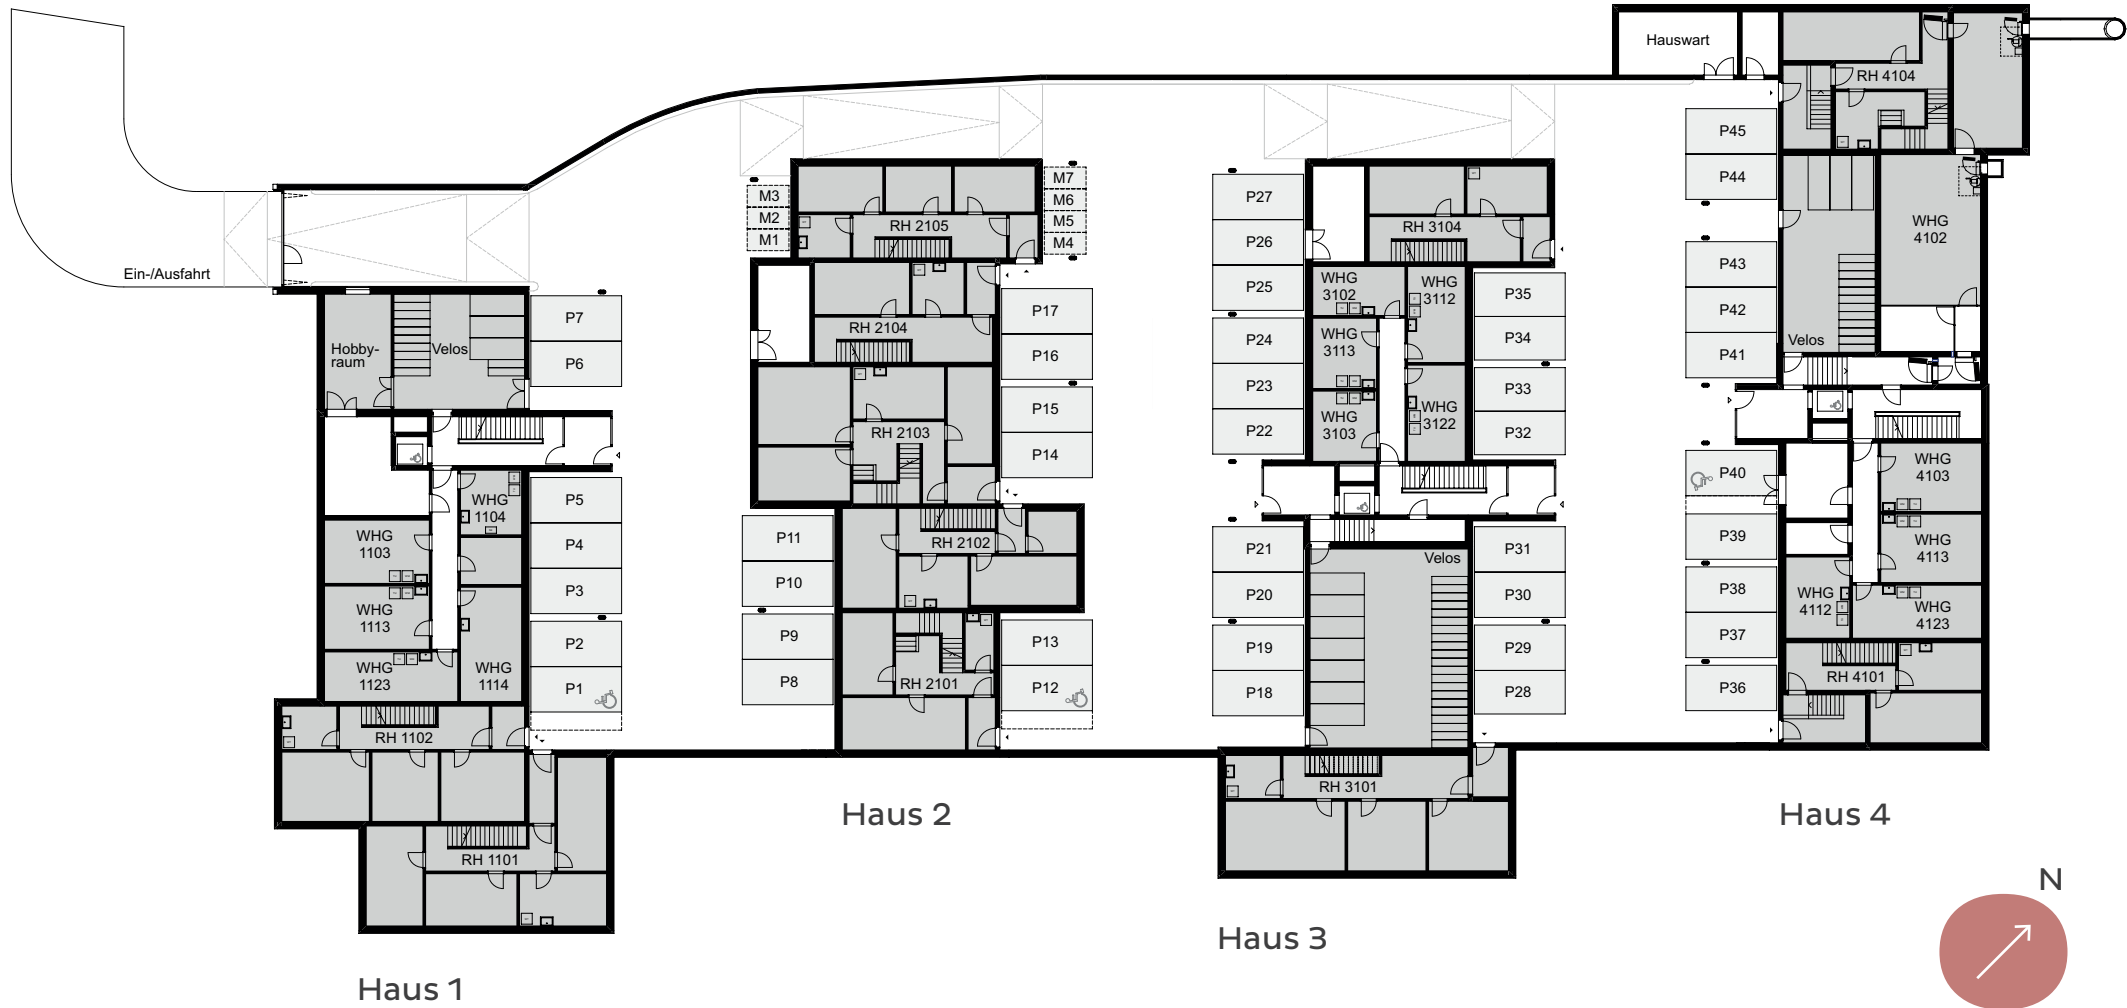 Hauswart
RH 4104
P45
P44
P43
P42
P41
WHG
4102
Velos
M3
M2
M1
RH 2105
M7
M6
M5
M4
P27
P26
P25
P24
P23
P22
RH 3104
WHG
3102
WHG
3112
WHG
3113
WHG
3103
WHG
3122
P35
P34
P33
P32
Ein-/Ausfahrt
Hobby-
raum
Velos
P7
P6
RH 2104
P17
P16
RH 2103
P15
P14
WHG
1104
WHG
1103
WHG
1113
WHG
1123
WHG
1114
P5
P4
P3
P2
P1
RH 1102
RH 1101
P11
P10
P9
P8
RH 2102
RH 2101
P13
P12
P21
P20
P19
P18
Velos
P31
P30
P29
P28
RH 3101
P40
P39
P38
P37
P36
WHG
4103
WHG
4113
WHG
4112
WHG
4123
RH 4101
Haus 2
Haus 4
Haus 3
Haus 1
N